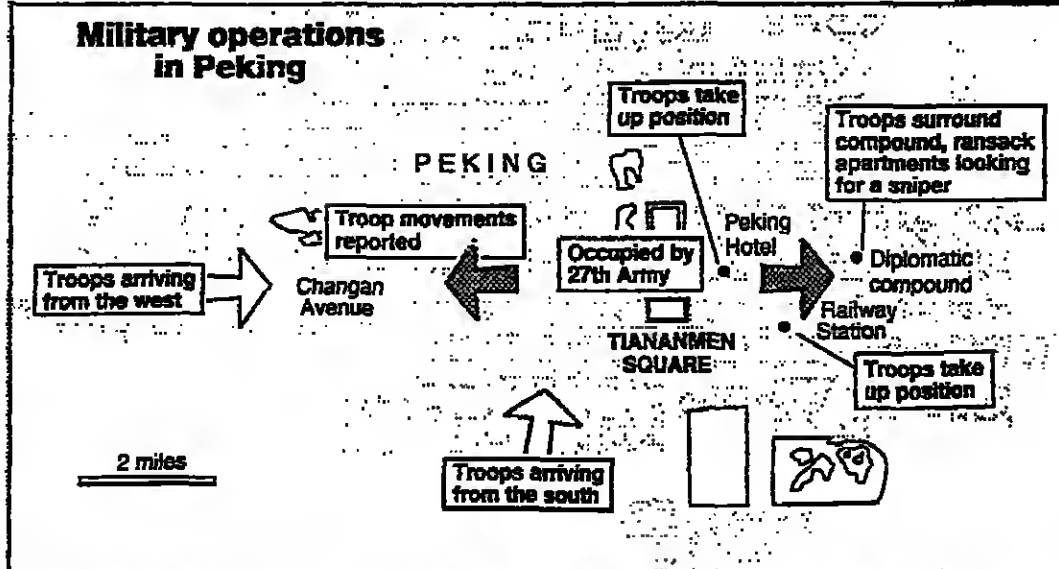 Military operations
in Peking
Troops take
up position
Troops surround
compound, ransack
apartments looking
for a sniper
PEKING
Troop movements
reported
Peking
Hotel
Occupied by
27th Army
Diplomatic
compound
Troops arriving
from the west
Changan
Avenue
Railway
Station
TIANANMEN
SQUARE
Troops take
up position
2 miles
Troops arriving
from the south